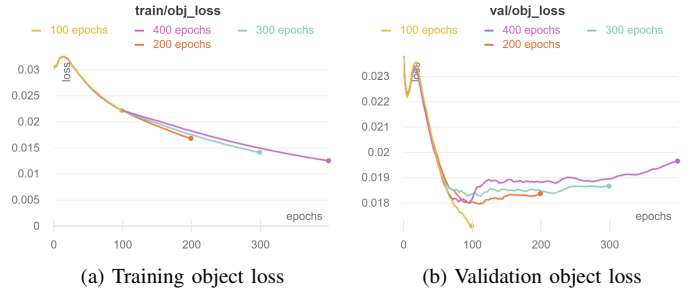 train/obj_loss
100 epochs 400 epochs 300 epochs
200 epochs
loss
0.03
0.025
0.02
0.015
0.01
0.005
0
epochs
0 100 200 300
(a) Training object loss
val/obj_loss
100 epochs 400 epochs 300 epochs
200 epochs
loss
0.023
0.022
0.021
0.02
0.019
0.018
epochs
0 100 200 300
(b) Validation object loss